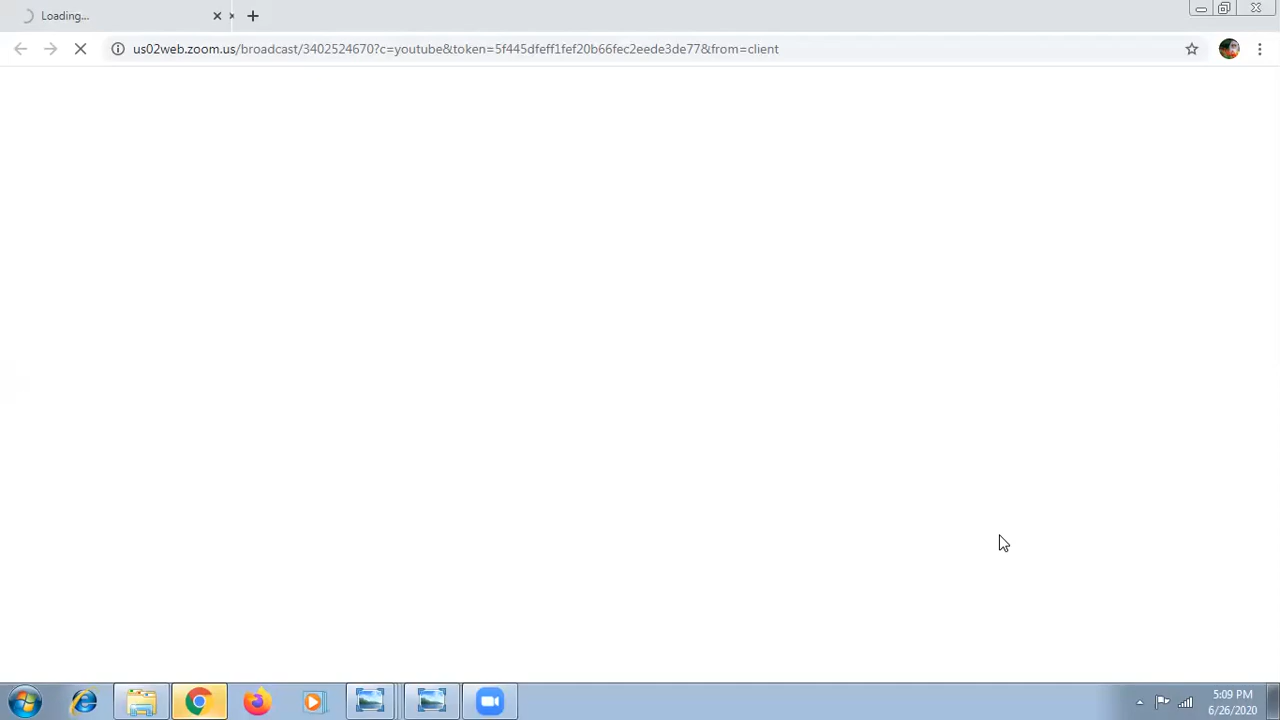 Loading...
us02web.zoom.us/broadcast/3402524670?c=youtube&token=5f445dfeff1fef20b66fec2eede3de77&from=client
5:09 PM
6/26/2020